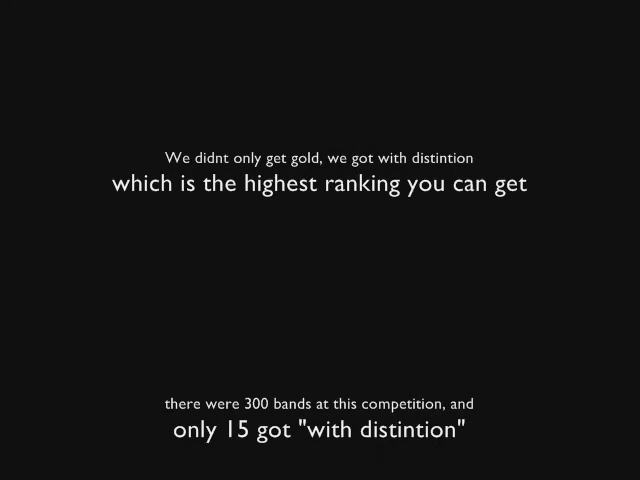 We didnt only get gold, we got with distintion
which is the highest ranking you can get
there were 300 bands at this competition, and
only 15 got "with distintion"